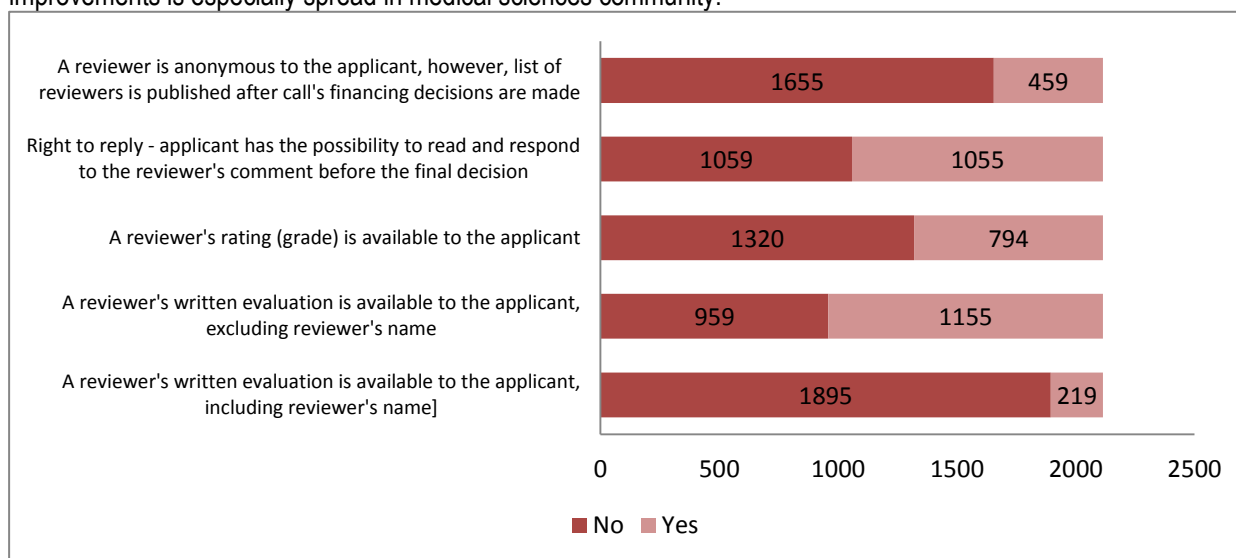 improvements is especially spread in medical sciences community.
A reviewer is anonymous to the applicant, however, list of
reviewers is published after call's financing decisions are made
1655 459
Right to reply - applicant has the possibility to read and respond
to the reviewer's comment before the final decision
1059 1055
A reviewer's rating (grade) is available to the applicant
1320 794
A reviewer's written evaluation is available to the applicant,
excluding reviewer's name
959 1155
A reviewer's written evaluation is available to the applicant,
including reviewer's name]
1895 219
0 500 1000 1500 2000 2500
No Yes